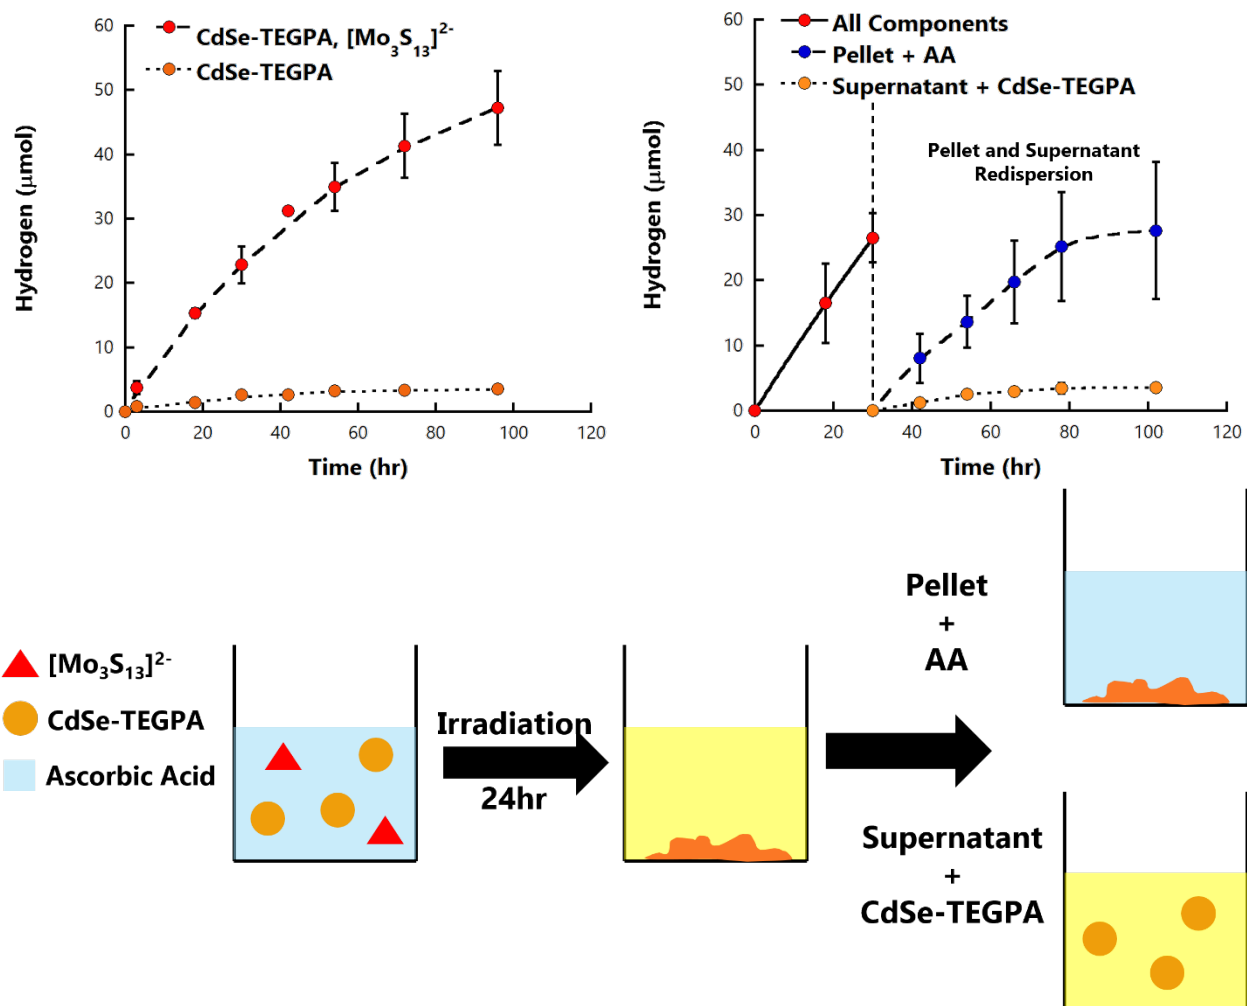 60
50
40
30
20
10
0
Hydrogen (μmol)
CdSe-TEGPA, [Mo3S13]2-
CdSe-TEGPA
0 20 40 60 80 100 120
Time (hr)
60
50
40
30
20
10
0
Hydrogen (μmol)
All Components
Pellet + AA
Supernatant + CdSe-TEGPA
Pellet and Supernatant
Redispersion
0 20 40 60 80 100 120
Time (hr)
[Mo3S13]2-
CdSe-TEGPA
Ascorbic Acid
Irradiation
24hr
Pellet
+
AA
Supernatant
+
CdSe-TEGPA